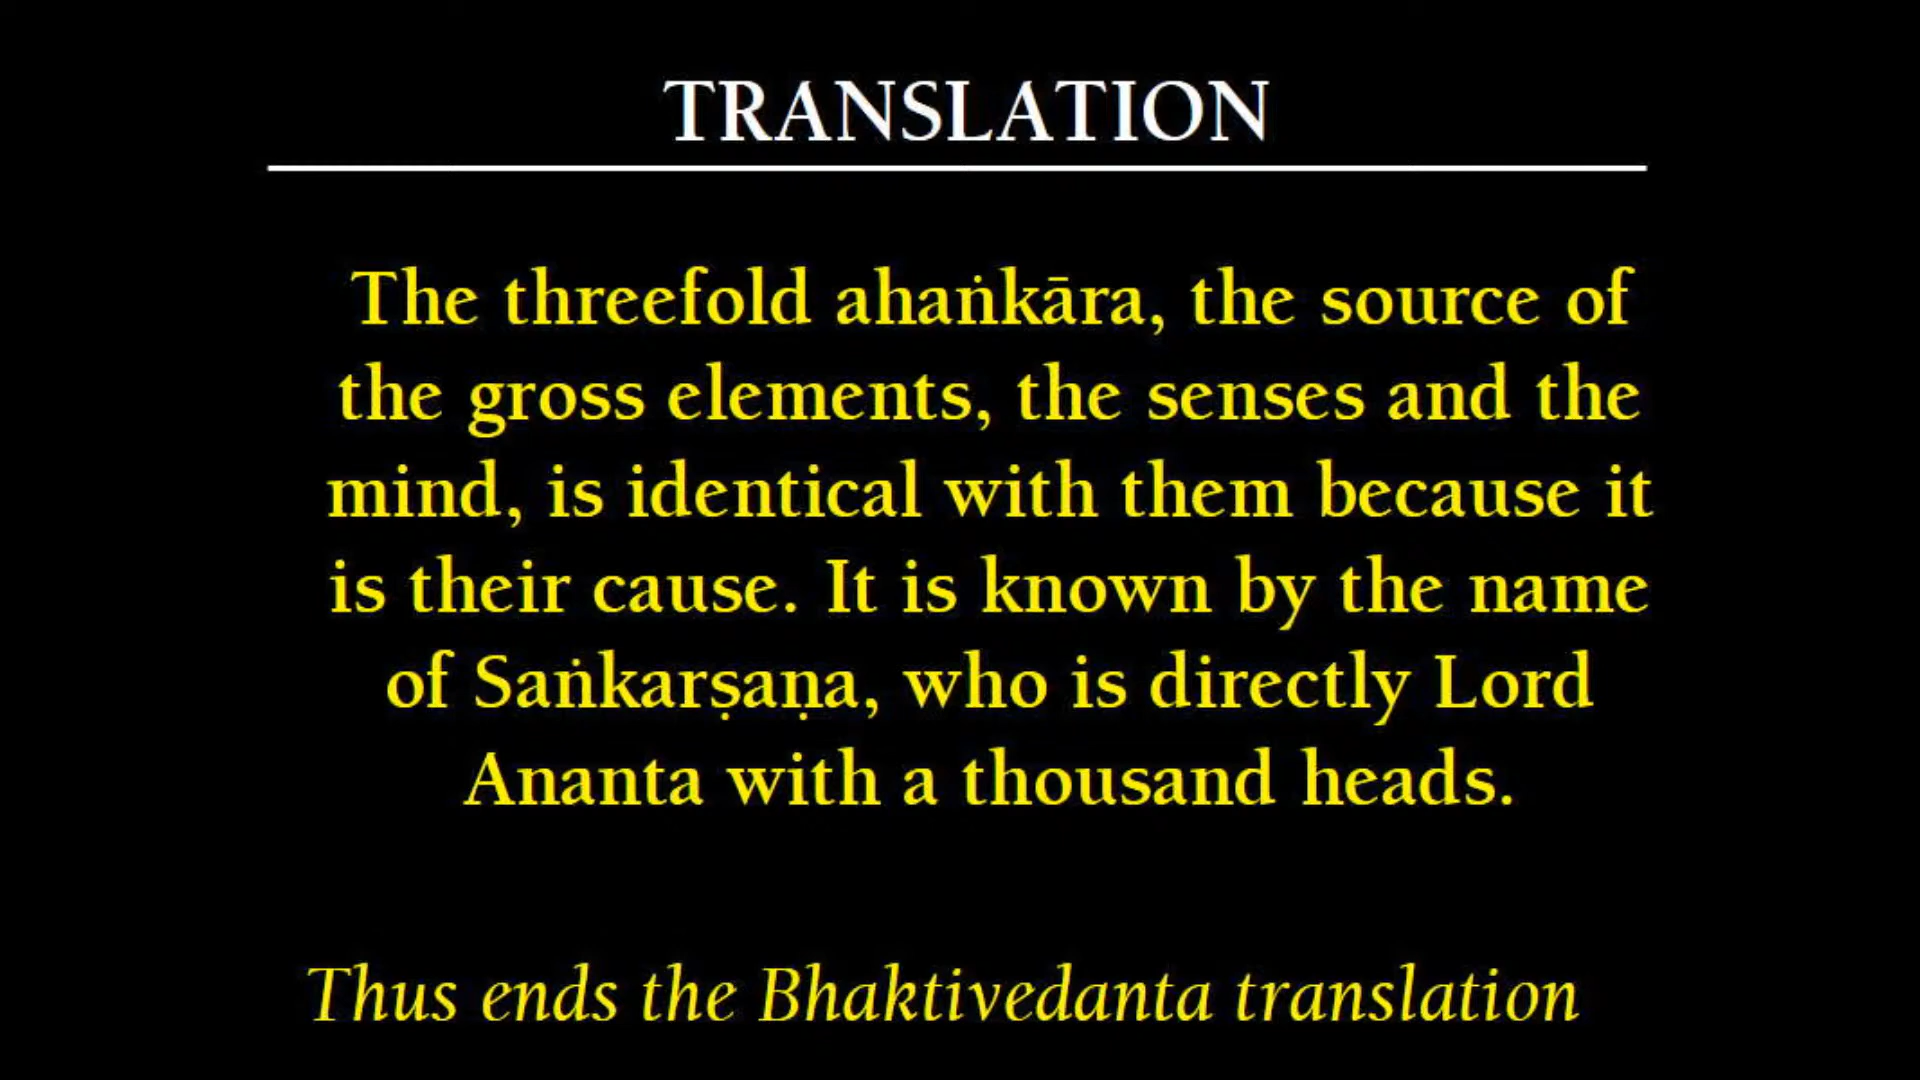 TRANSLATION
The threefold ahaṅkāra, the source of
the gross elements, the senses and the
mind, is identical with them because it
is their cause. It is known by the name
of Saṅkarṣaṇa, who is directly Lord
Ananta with a thousand heads.
Thus ends the Bhaktivedanta translation